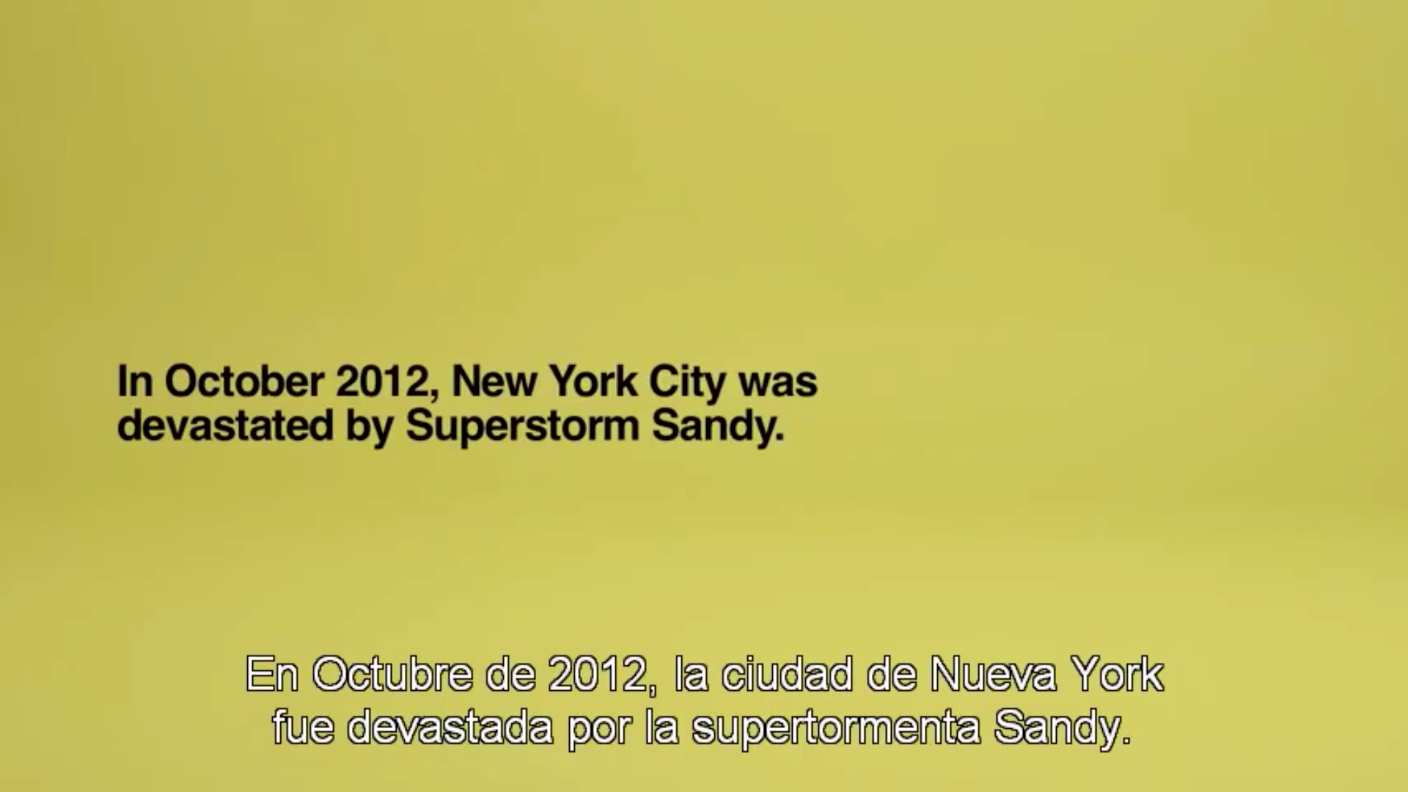 In October 2012, New York City was
devastated by Superstorm Sandy.
En Octubre de 2012, la ciudad de Nueva York
fue devastada por la supertormenta Sandy.